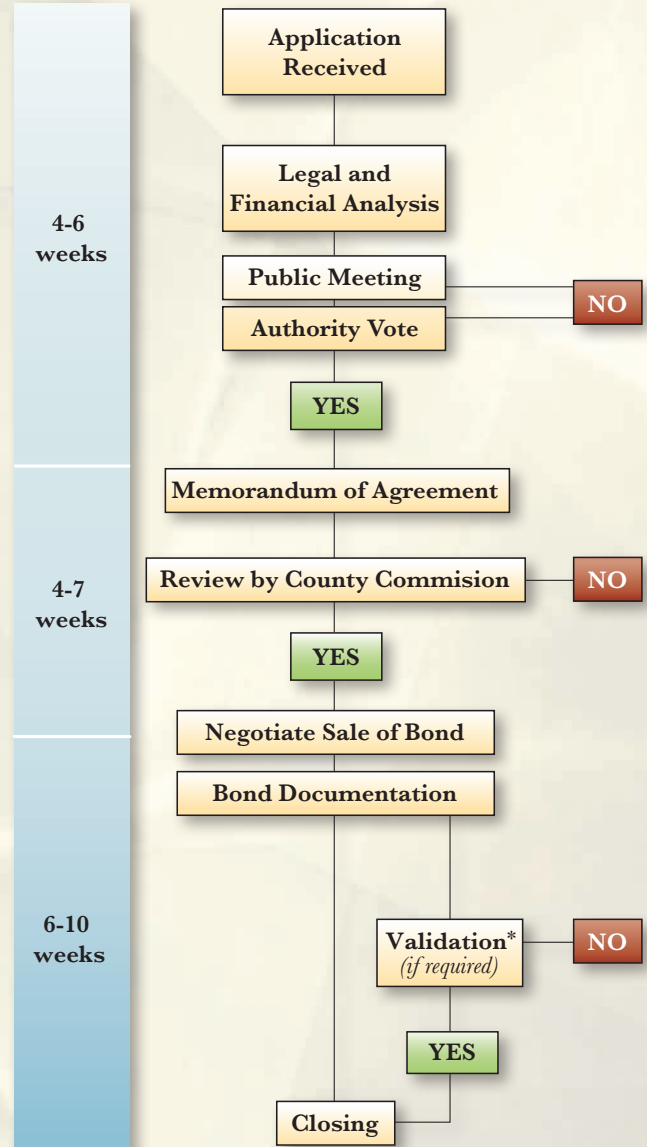 Application
Received
Legal and
Financial Analysis
4-6
weeks
Public Meeting
NO
Authority Vote
YES
Memorandum of Agreement
4-7
weeks
Review by County Commision
NO
YES
Negotiate Sale of Bond
Bond Documentation
6-10
weeks
Validation*
(if required)
NO
YES
Closing